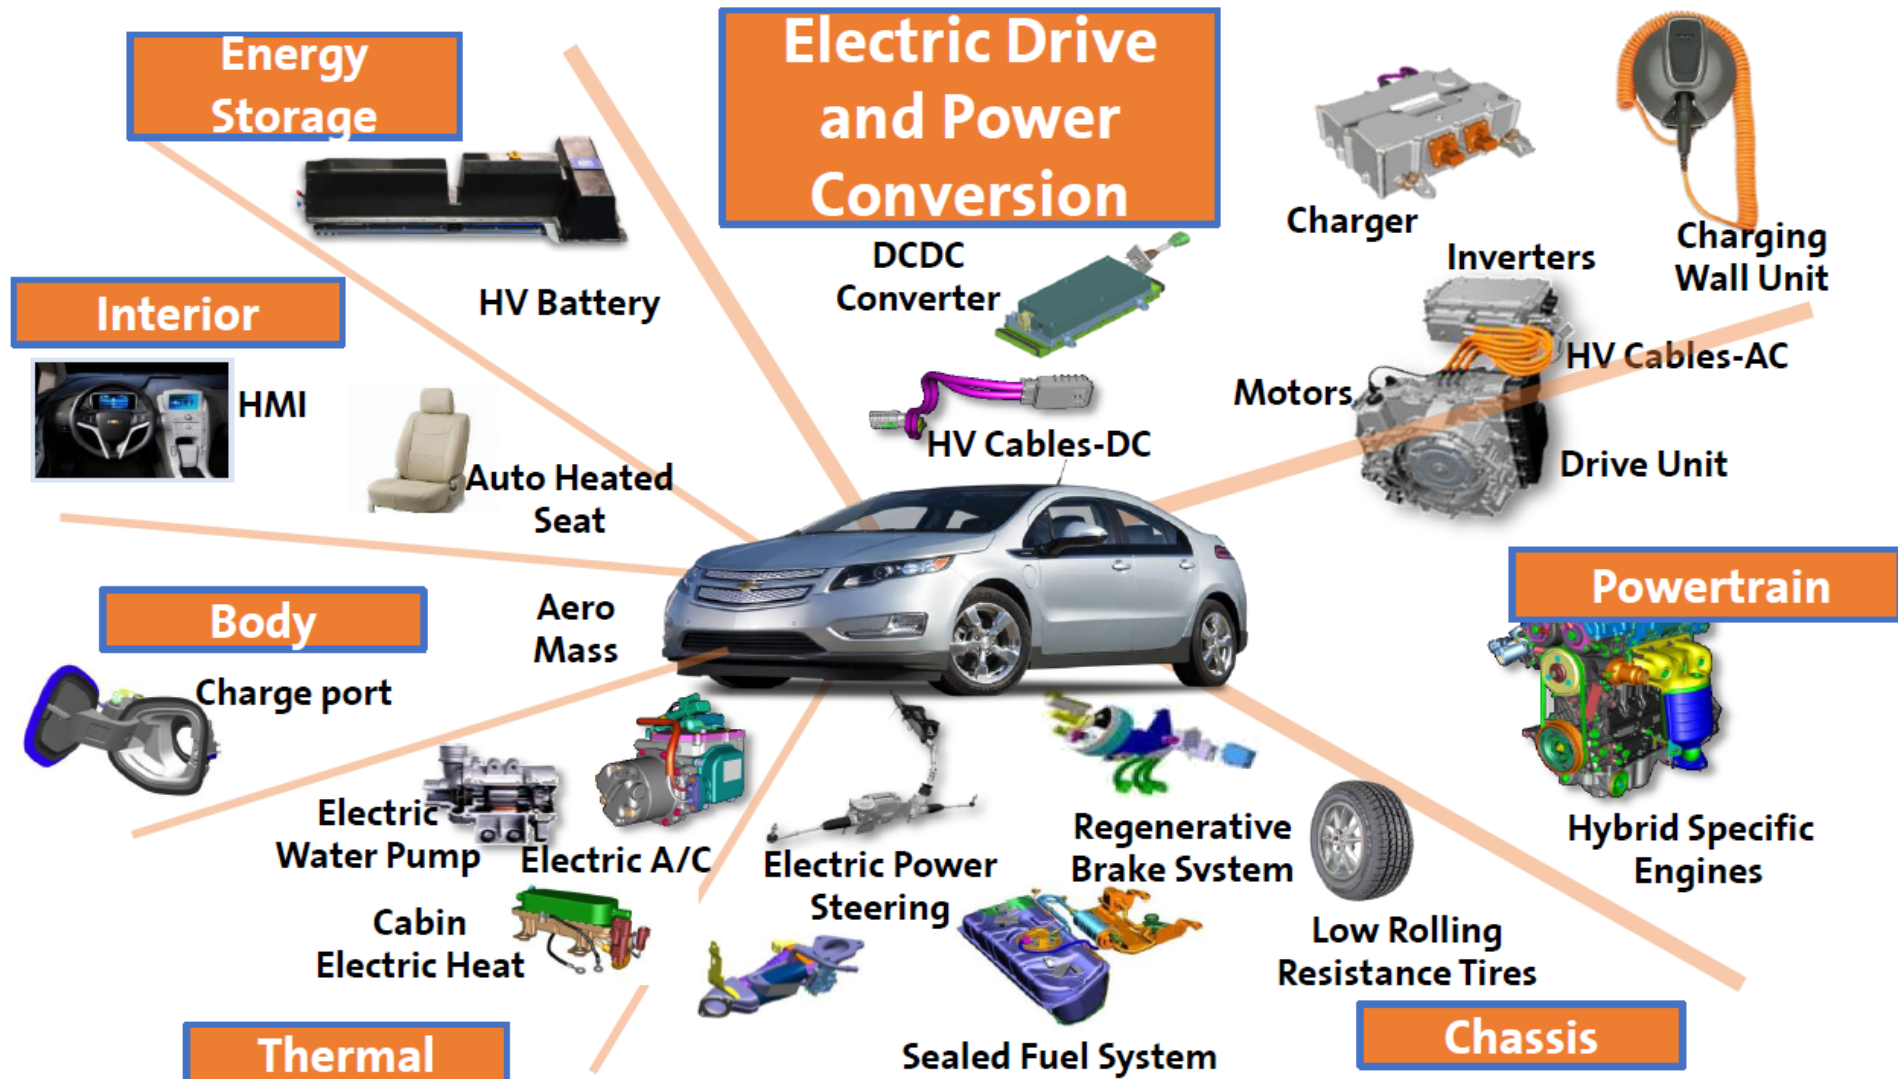 Energy
Storage
HV Battery
Electric Drive
and Power
Conversion
DCDC
Converter
HV Cables-DC
Charger
Charging
Wall Unit
Inverters
HV Cables-AC
Motors
Drive Unit
Interior
HMI
Auto Heated
Seat
Body
Aero
Mass
Charge port
Powertrain
Hybrid Specific
Engines
Electric
Water Pump
Electric A/C
Cabin
Electric Heat
Thermal
Electric Power
Steering
Regenerative
Brake System
Low Rolling
Resistance Tires
Sealed Fuel System
Chassis